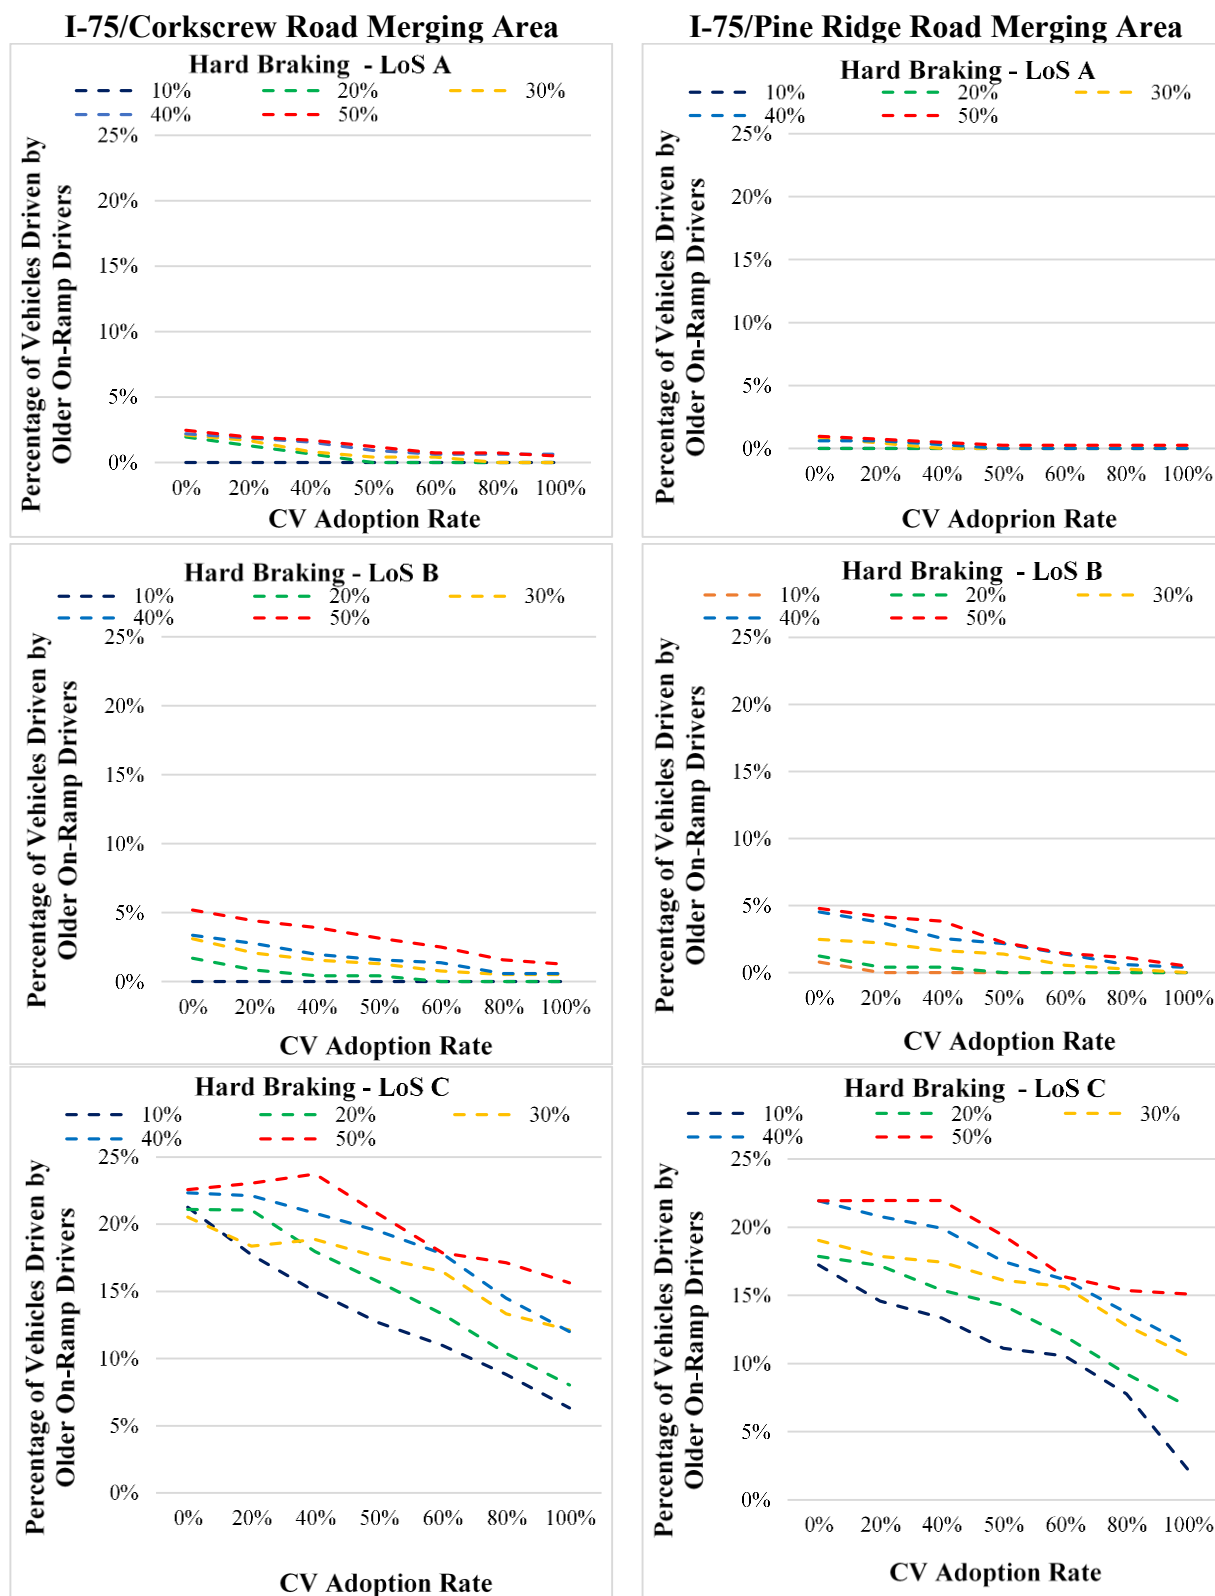 I-75/Corkscrew Road Merging Area
I-75/Pine Ridge Road Merging Area
Hard Braking - LoS A
10% 20% 30%
40% 50%
Percentage of Vehicles Driven by
Older On-Ramp Drivers
25%
20%
15%
10%
5%
0%
0% 20% 40% 50% 60% 80% 100%
CV Adoption Rate
Hard Braking - LoS A
10% 20% 30%
40% 50%
Percentage of Vehicles Driven by
Older On-Ramp Drivers
25%
20%
15%
10%
5%
0%
0% 20% 40% 50% 60% 80% 100%
CV Adoprion Rate
Hard Braking - LoS B
10% 20% 30%
40% 50%
Percentage of Vehicles Driven by
Older On-Ramp Drivers
25%
20%
15%
10%
5%
0%
0% 20% 40% 50% 60% 80% 100%
CV Adoption Rate
Hard Braking - LoS B
10% 20% 30%
40% 50%
Percentage of Vehicles Driven by
Older On-Ramp Drivers
25%
20%
15%
10%
5%
0%
0% 20% 40% 50% 60% 80% 100%
CV Adoption Rate
Hard Braking - LoS C
10% 20% 30%
40% 50%
Percentage of Vehicles Driven by
Older On-Ramp Drivers
25%
20%
15%
10%
5%
0%
0% 20% 40% 50% 60% 80% 100%
CV Adoption Rate
Hard Braking - LoS C
10% 20% 30%
40% 50%
Percentage of Vehicles Driven by
Older On-Ramp Drivers
25%
20%
15%
10%
5%
0%
0% 20% 40% 50% 60% 80% 100%
CV Adoption Rate